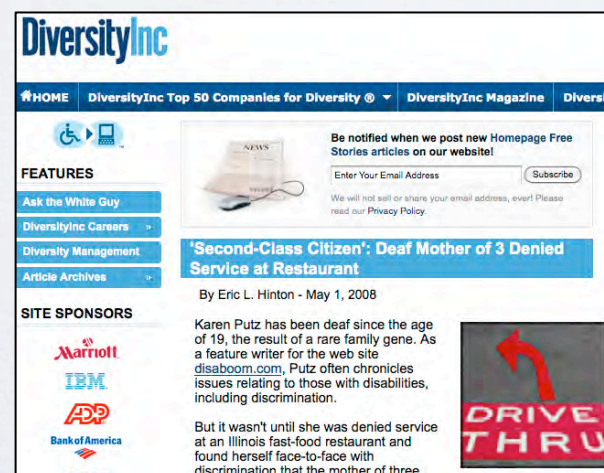 DiversityInc
HOME
DiversityInc Top 50 Companies for Diversity ®
DiversityInc Magazine
Diversi
FEATURES
Ask the White Guy
DiversityInc Careers »
Diversity Management
Article Archives »
SITE SPONSORS
Marriott
IBM
ADP
Bank of America
NEWS
Be notified when we post new Homepage Free
Stories articles on our website!
Enter Your Email Address
Subscribe
We will not sell or share your email address, ever! Please
read our Privacy Policy.
'Second-Class Citizen': Deaf Mother of 3 Denied
Service at Restaurant
By Eric L. Hinton - May 1, 2008
Karen Putz has been deaf since the age
of 19, the result of a rare family gene. As
a feature writer for the web site
disaboom.com, Putz often chronicles
issues relating to those with disabilities,
including discrimination.
But it wasn't until she was denied service
at an Illinois fast-food restaurant and
found herself face-to-face with
discrimination that the mother of three
DRIVE
THRU